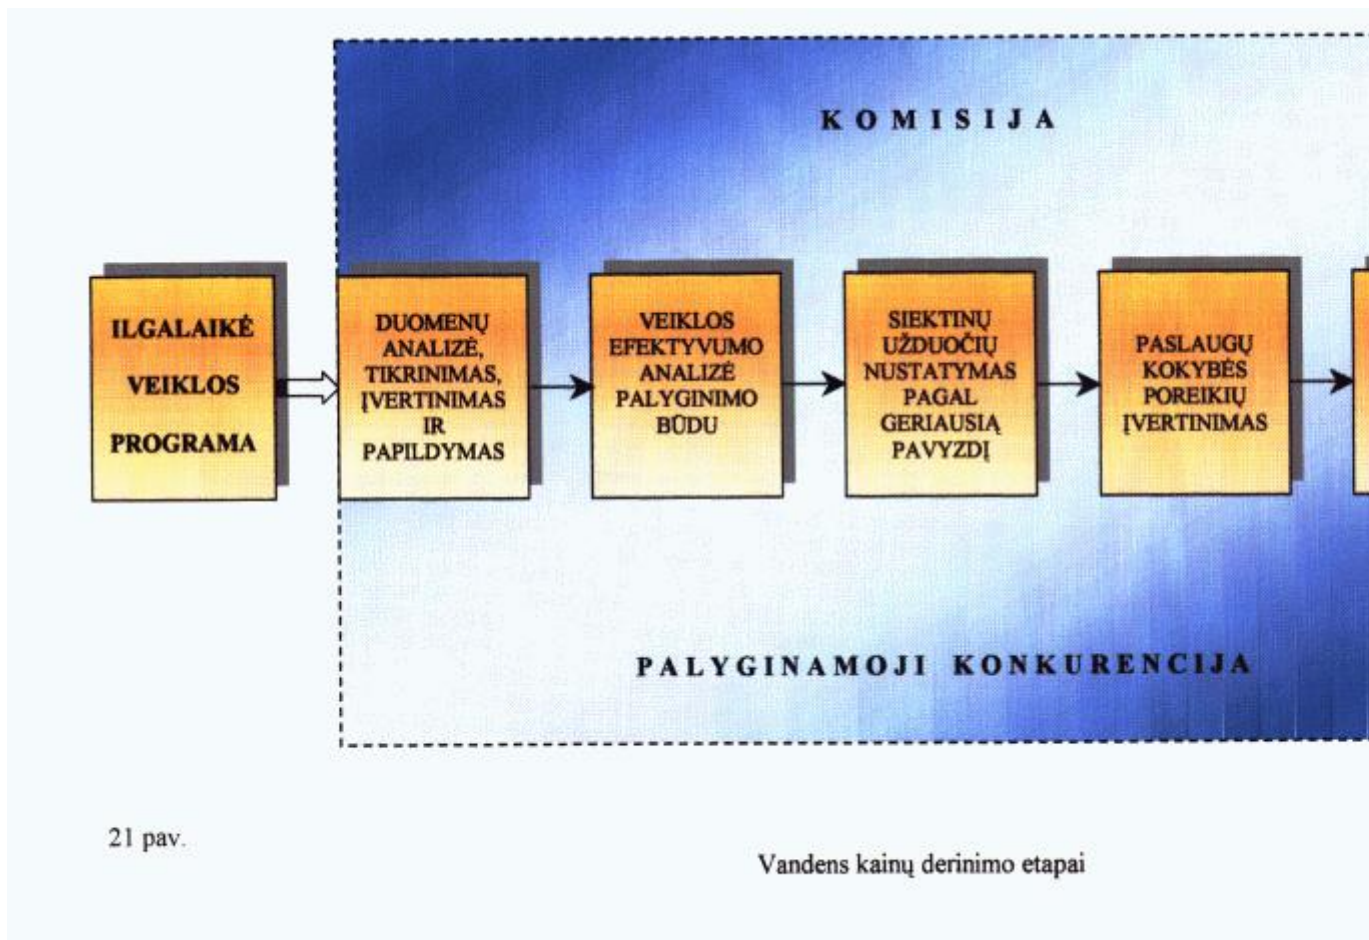 KOMISIJA
ILGALAIKĖ
VEIKLOS
PROGRAMA
DUOMENŲ
ANALIZĖ,
TIKRINIMAS,
ĮVERTINIMAS
IR
PAPILDYMAS
VEIKLOS
EFEKTYVUMO
ANALIZĖ
PALYGINIMO
BŪDU
SIEKTINŲ
UŽDUOČIŲ
NUSTATYMAS
PAGAL
GERIAUSIĄ
PAVYZDĮ
PASLAUGŲ
KOKYBĖS
POREIKIŲ
ĮVERTINIMAS
PALYGINAMOJI KONKURENCIJA
21 pav.
Vandens kainų derinimo etapai